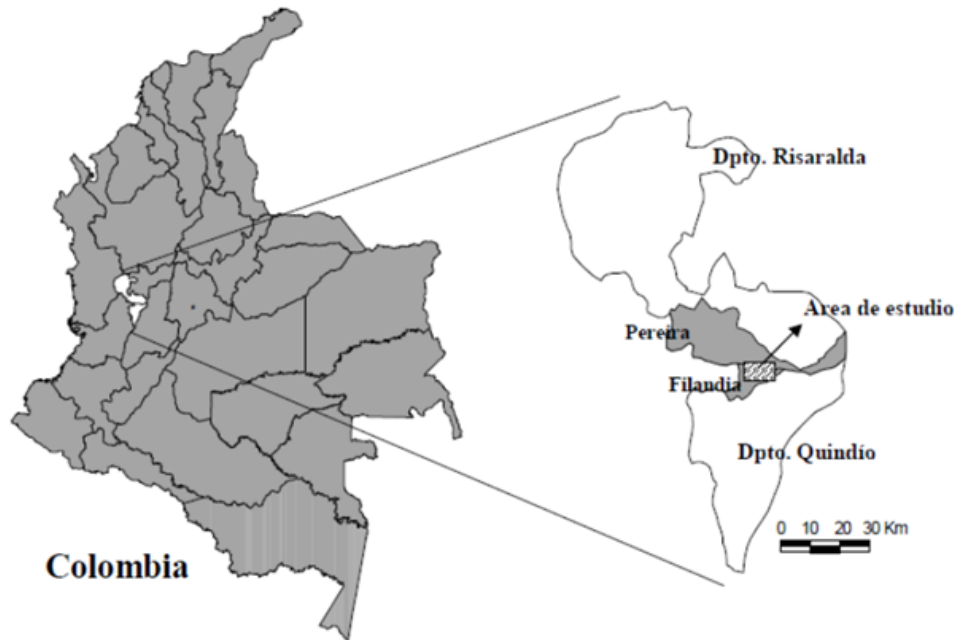 Dpto. Risaralda
Area de estudio
Pereira
Filandia
Dpto. Quindío
0 10 20 30 Km
Colombia